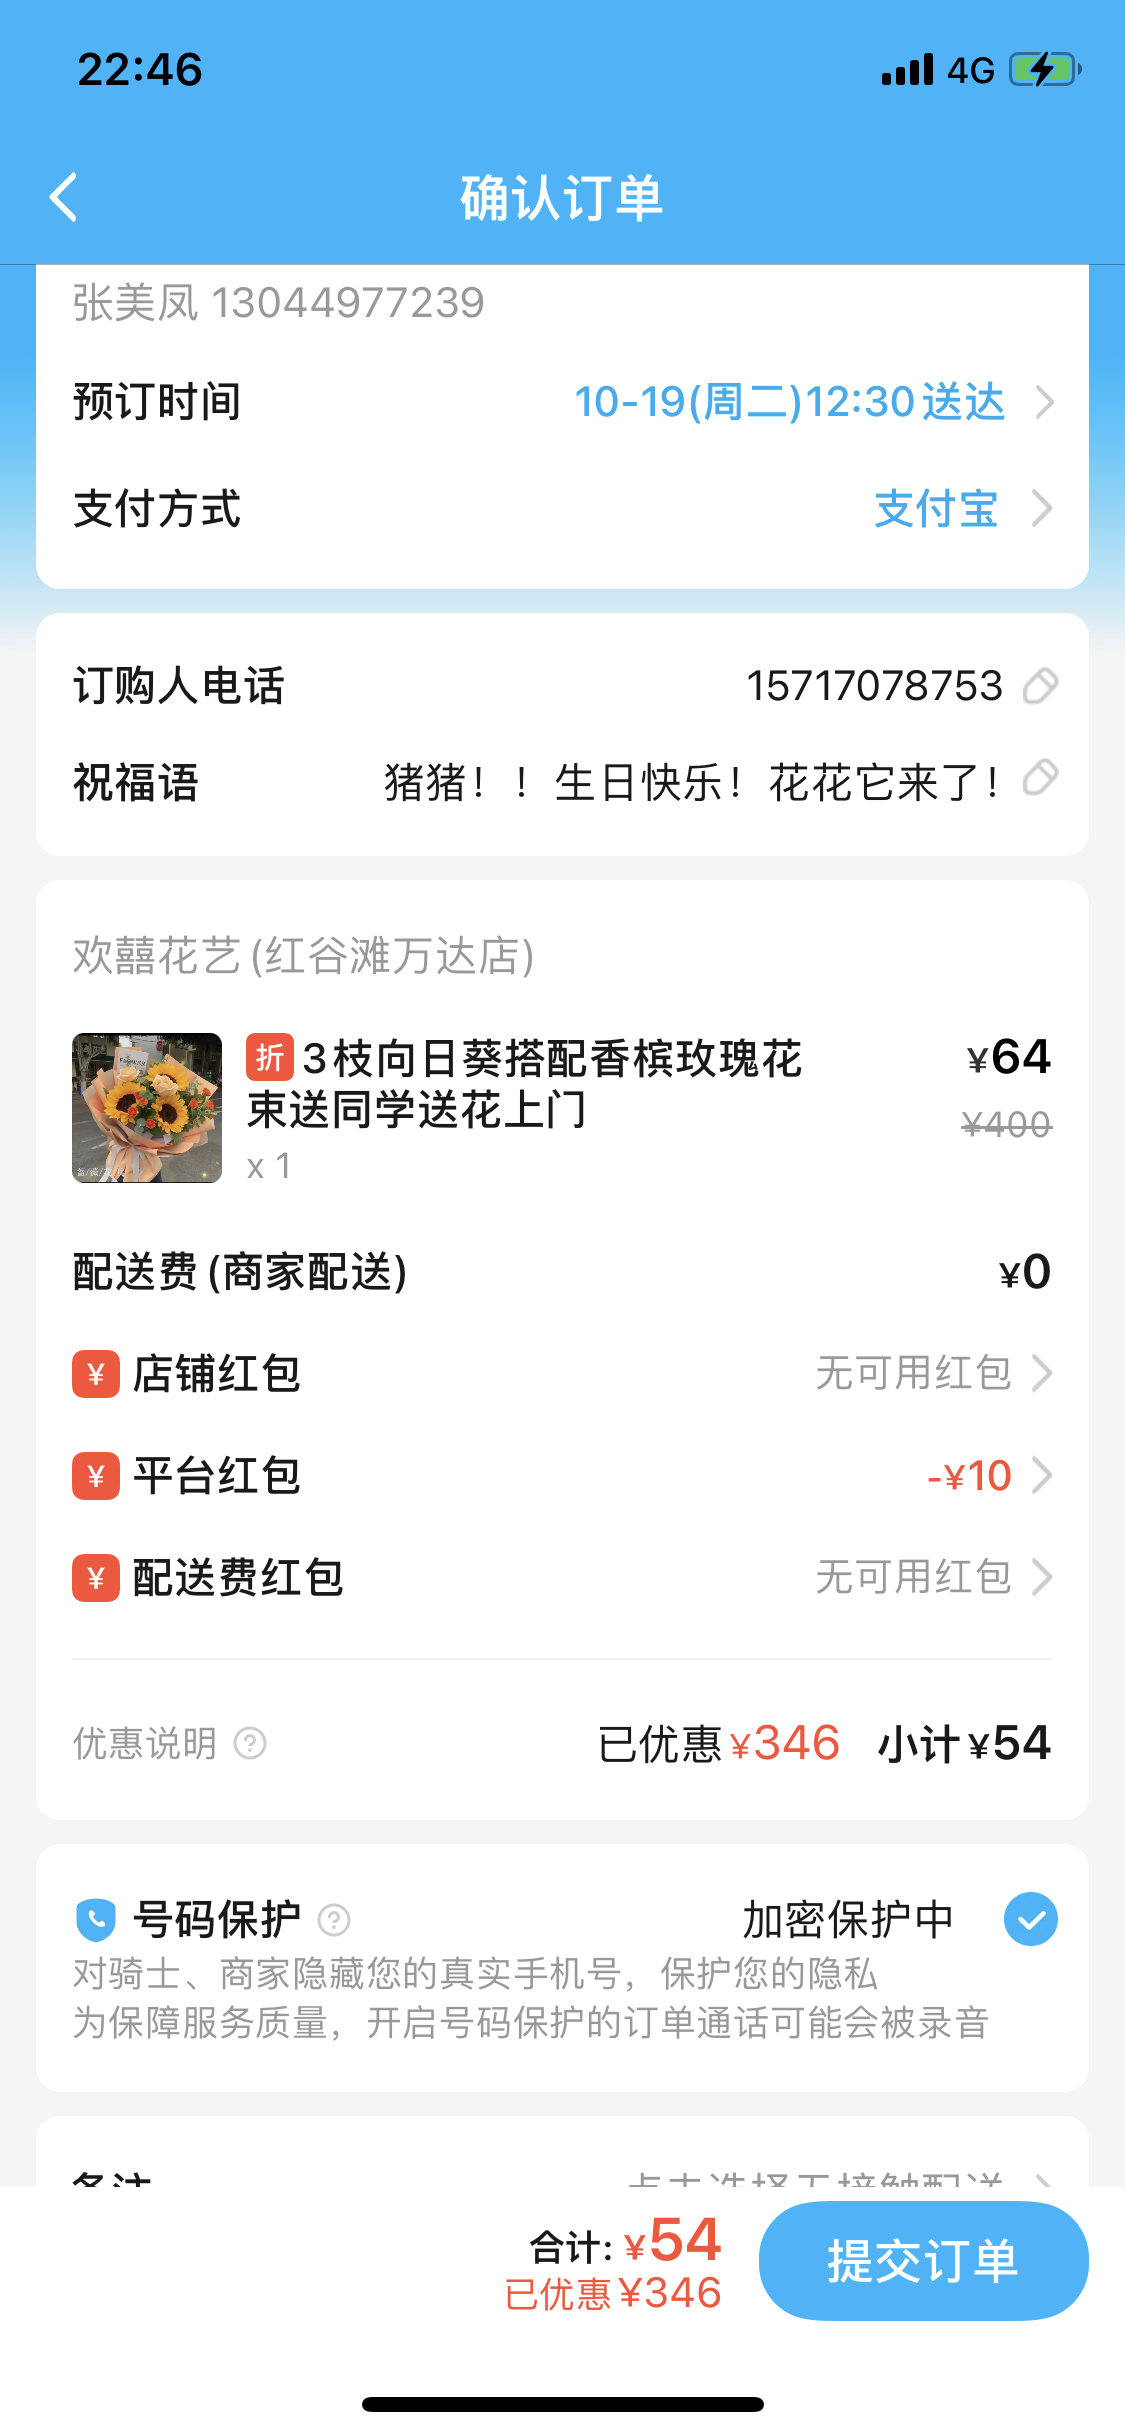 22:46
4G
确认订单
张美凤 13044977239
预订时间 10-19(周二)12:30送达
支付方式 支付宝
订购人电话 15717078753
祝福语 猪猪！！生日快乐！花花它来了！
欢囍花艺(红谷滩万达店)
折 3枝向日葵搭配香槟玫瑰花 ¥64
束送同学送花上门 ¥400
x 1
配送费(商家配送) ¥0
¥ 店铺红包 无可用红包
¥ 平台红包 -¥10
¥ 配送费红包 无可用红包
优惠说明 ? 已优惠¥346 小计¥54
号码保护 ? 加密保护中
对骑士、商家隐藏您的真实手机号，保护您的隐私
为保障服务质量，开启号码保护的订单通话可能会被录音
合计: ¥54
已优惠¥346
提交订单